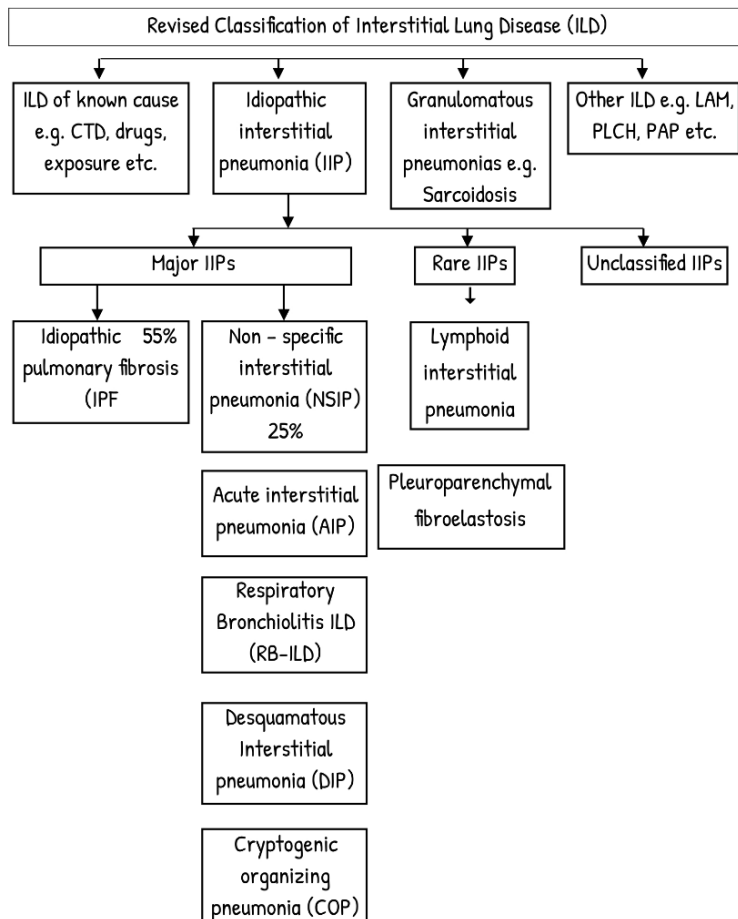 Revised Classification of Interstitial Lung Disease (ILD)
ILD of known cause
e.g. CTD, drugs,
exposure etc.
Idiopathic
interstitial
pneumonia (IIP)
Granulomatous
interstitial
pneumonias e.g.
Sarcoidosis
Other ILD e.g. LAM,
PLCH, PAP etc.
Major IIPs
Rare IIPs
Unclassified IIPs
Idiopathic 55%
pulmonary fibrosis
(IPF
Non – specific
interstitial
pneumonia (NSIP)
25%
Lymphoid
interstitial
pneumonia
Acute interstitial
pneumonia (AIP)
Pleuroparenchymal
fibroelastosis
Respiratory
Bronchiolitis ILD
(RB-ILD)
Desquamatous
Interstitial
pneumonia (DIP)
Cryptogenic
organizing
pneumonia (COP)